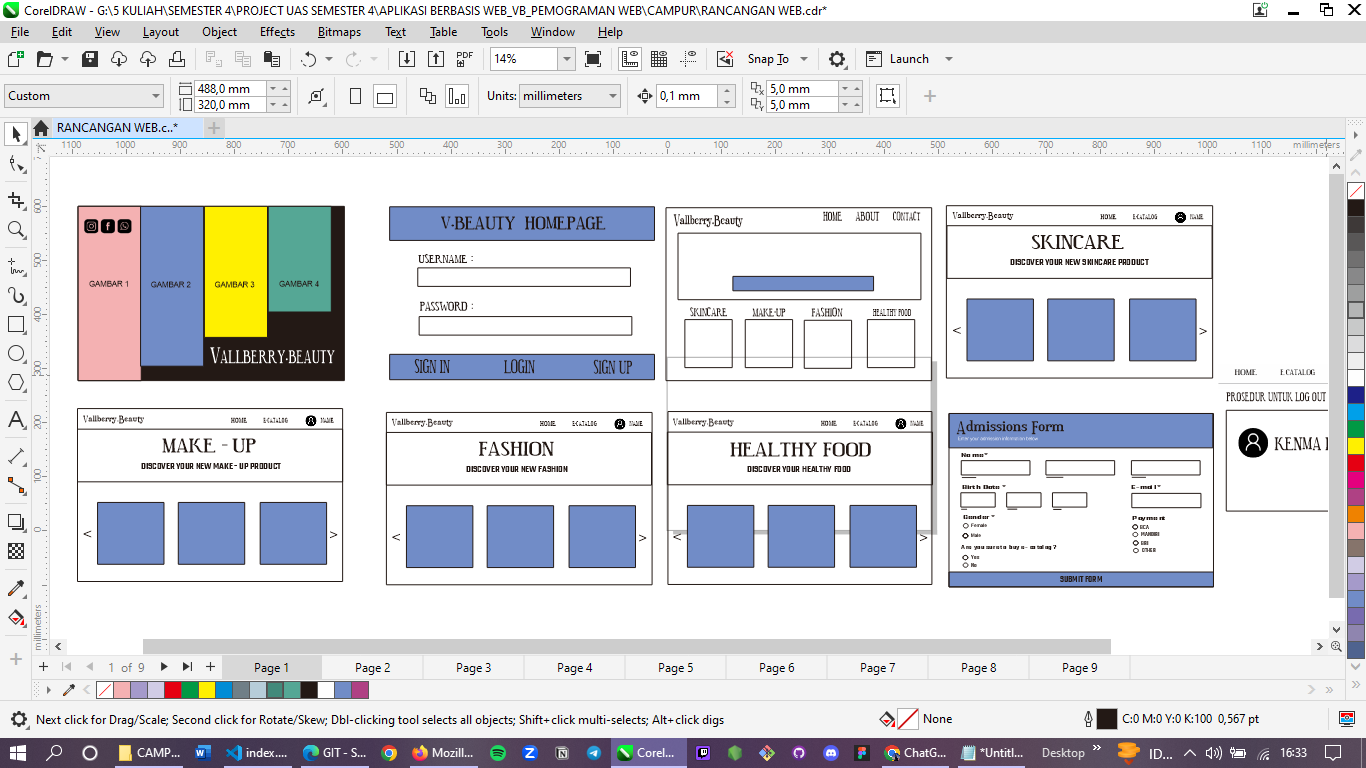 CorelDRAW - G:\5 KULIAH\SEMESTER 4\PROJECT UAS SEMESTER 4\APLIKASI BERBASIS WEB_VB_PEMOGRAMAN WEB\CAMPUR\RANCANGAN WEB.cdr*
File Edit View Layout Object Effects Bitmaps Text Table Tools Window Help
PDF 14% Snap To Launch
Custom 488,0 mm 320,0 mm Units: millimeters 0,1 mm 5,0 mm 5,0 mm
RANCANGAN WEB.c..*
1100 1000 900 800 700 600 500 400 300 200 100 0 100 200 300 400 500 600 700 800 900 1000 1100 millimeters
600 500 400 300 200 100 0 millimeters
GAMBAR 1
GAMBAR 2
GAMBAR 3
GAMBAR 4
VALLBERRY-BEAUTY
V-BEAUTY HOMEPAGE
USERNAME :
PASSWORD :
SIGN IN LOGIN SIGN UP
Vallberry.Beauty HOME ABOUT CONTACT
SKINCARE MAKE-UP FASHION HEALTHY FOOD
Vallberry.Beauty HOME E-CATALOG NAME
SKINCARE
DISCOVER YOUR NEW SKINCARE PRODUCT
< >
HOME E.CATALOG
PROSEDUR UNTUK LOG OUT
KENMA
Vallberry.Beauty HOME E-CATALOG NAME
MAKE - UP
DISCOVER YOUR NEW MAKE- UP PRODUCT
< >
Vallberry.Beauty HOME E-CATALOG NAME
FASHION
DISCOVER YOUR NEW FASHION
< >
Vallberry.Beauty HOME E-CATALOG NAME
HEALTHY FOOD
DISCOVER YOUR HEALTHY FOOD
< >
Admissions Form
Enter your admission information below
Name*
Birth Date * E-mail*
Gender* Payment
Female BCA
Male MANDIRI
BRI
Are you sure to buy e-catalog ? OTHER
Yes
No
SUBMIT FORM
1 of 9 Page 1 Page 2 Page 3 Page 4 Page 5 Page 6 Page 7 Page 8 Page 9
Next click for Drag/Scale; Second click for Rotate/Skew; Dbl-clicking tool selects all objects; Shift+click multi-selects; Alt+click digs None C:0 M:0 Y:0 K:100 0,567 pt
CAMP... index.... GIT - S... Mozill... Corel... ChatG... *Untitl... Desktop ID... 16:33